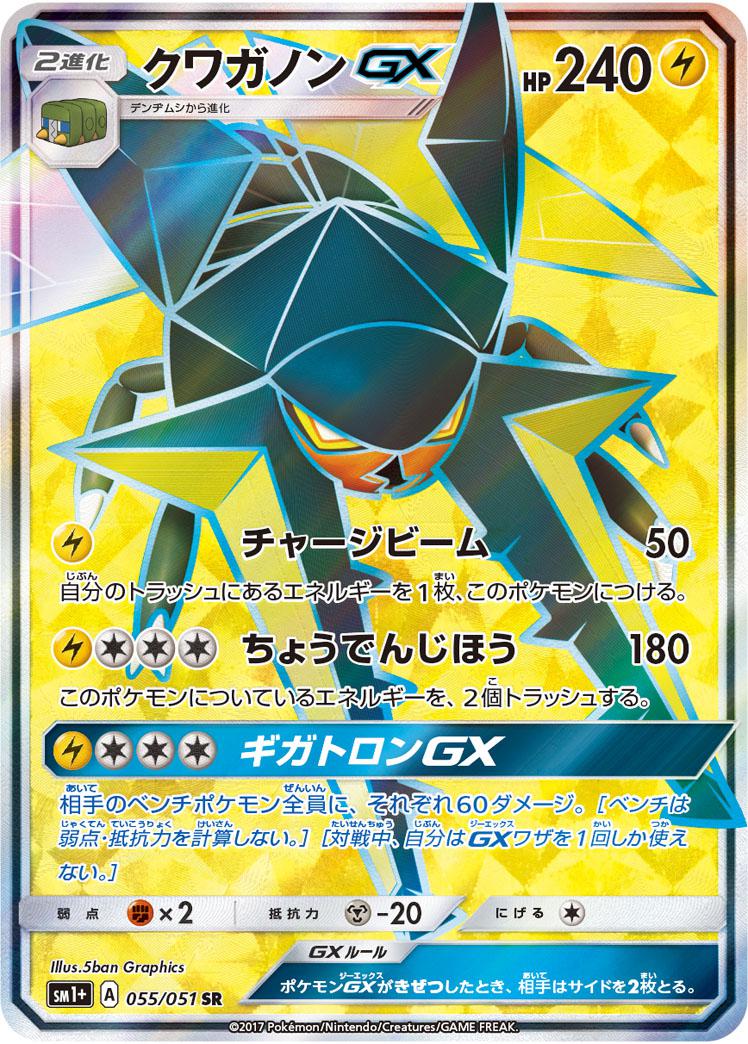 2進化
クワガノンGX
HP240
デンヂムシから進化
チャージビーム 50
自分のトラッシュにあるエネルギーを1枚、このポケモンにつける。
ちょうでんじほう 180
このポケモンについているエネルギーを、2個トラッシュする。
ギガトロンGX
相手のベンチポケモン全員に、それぞれ60ダメージ。[ベンチは
弱点・抵抗力を計算しない。][対戦中、自分はGXワザを1回しか使え
ない。]
弱点 ×2 抵抗力 -20 にげる
GXルール
ポケモンGXがきぜつしたとき、相手はサイドを2枚とる。
Illus.5ban Graphics
SM1+ A 055/051 SR
©2017 Pokémon/Nintendo/Creatures/GAME FREAK.